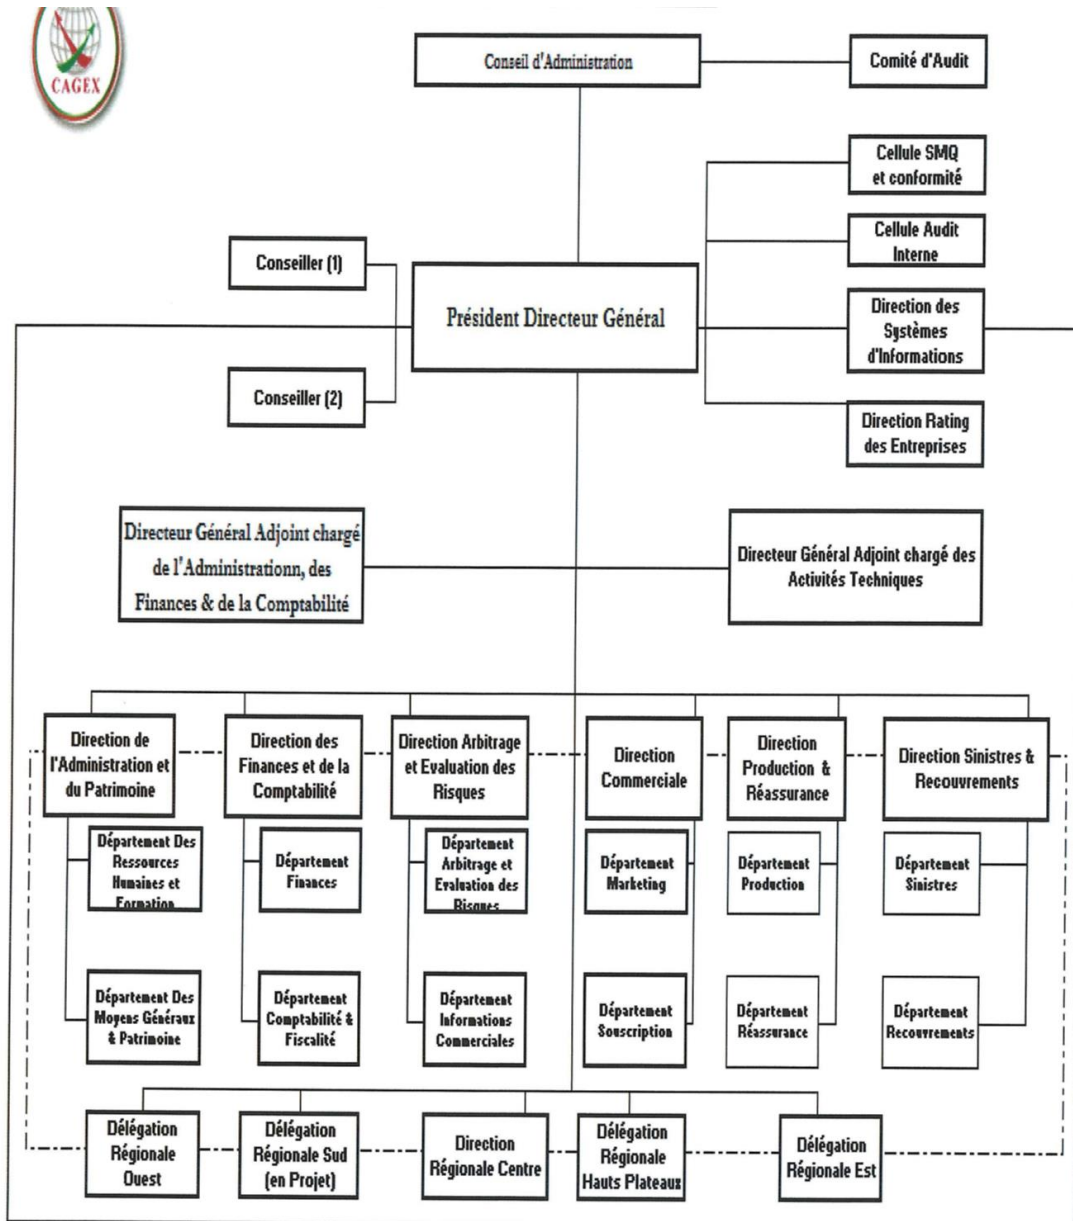 CAGEX
Conseil d'Administration
Comité d'Audit
Cellule SMQ
et conformité
Cellule Audit
Interne
Conseiller (1)
Président Directeur Général
Direction des
Systèmes
d'Informations
Conseiller (2)
Direction Rating
des Entreprises
Directeur Général Adjoint chargé
de l'Administrationn, des
Finances & de la Comptabilité
Directeur Général Adjoint chargé des
Activités Techniques
Direction de
l'Administration et
du Patrimoine
Direction des
Finances et de la
Comptabilité
Direction Arbitrage
et Evaluation des
Risques
Direction
Commerciale
Direction
Production &
Réassurance
Direction Sinistres &
Recouvrements
Département Des
Ressources
Humaines et
Formation
Département
Finances
Département
Arbitrage et
Evaluation des
Risques
Département
Marketing
Département
Production
Département
Sinistres
Département Des
Moyens Généraux
& Patrimoine
Département
Comptabilité &
Fiscalité
Département
Informations
Commerciales
Département
Souscription
Département
Réassurance
Département
Recouvrements
Délégation
Régionale
Ouest
Délégation
Régionale Sud
(en Projet)
Direction
Régionale Centre
Délégation
Régionale
Hauts Plateaux
Délégation
Régionale Est